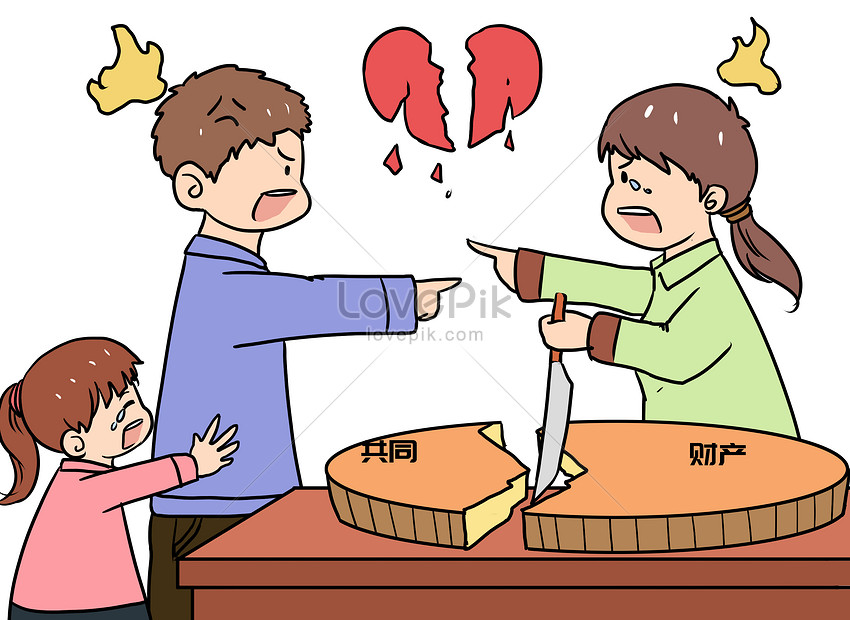 LovePik
lovepik.com
共同 财产